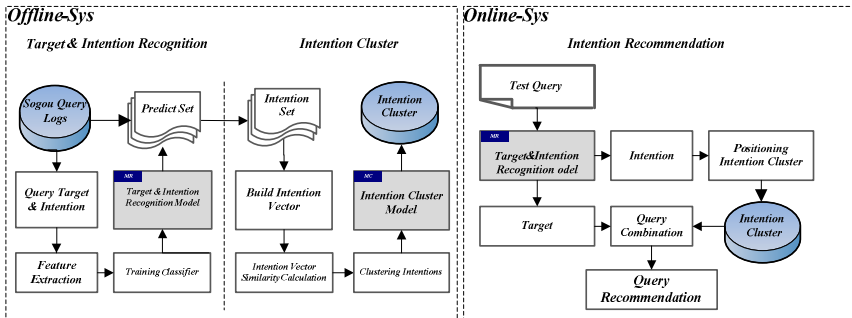 Offline-Sys
Target & Intention Recognition
Intention Cluster
Sogou Query
Logs
Predict Set
Intention
Set
Intention
Cluster
Query Target
& Intention
MR
Target & Intention
Recognition Model
Build Intention
Vector
MC
Intention Cluster
Model
Feature
Extraction
Training Classifier
Intention Vector
Similarity Calculation
Clustering Intentions
Online-Sys
Intention Recommendation
Test Query
MR
Target&Intention
Recognition odel
Intention
Positioning
Intention Cluster
Target
Query
Combination
Intention
Cluster
Query
Recommendation